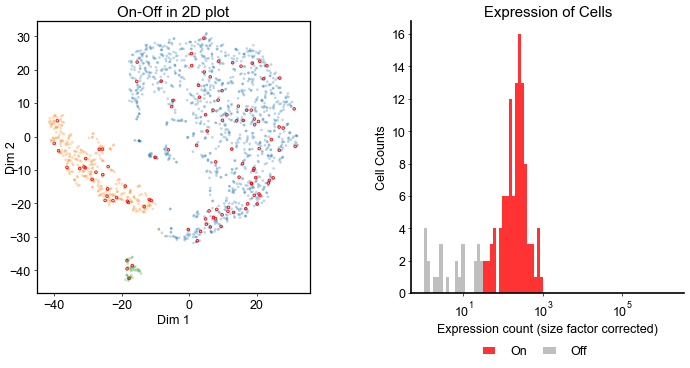 On-Off in 2D plot
30
20
10
0
−10
−20
−30
−40
Dim 2
−40 −20 0 20
Dim 1
Expression of Cells
16
14
12
10
8
6
4
2
0
Cell Counts
10^1 10^3 10^5
Expression count (size factor corrected)
On Off